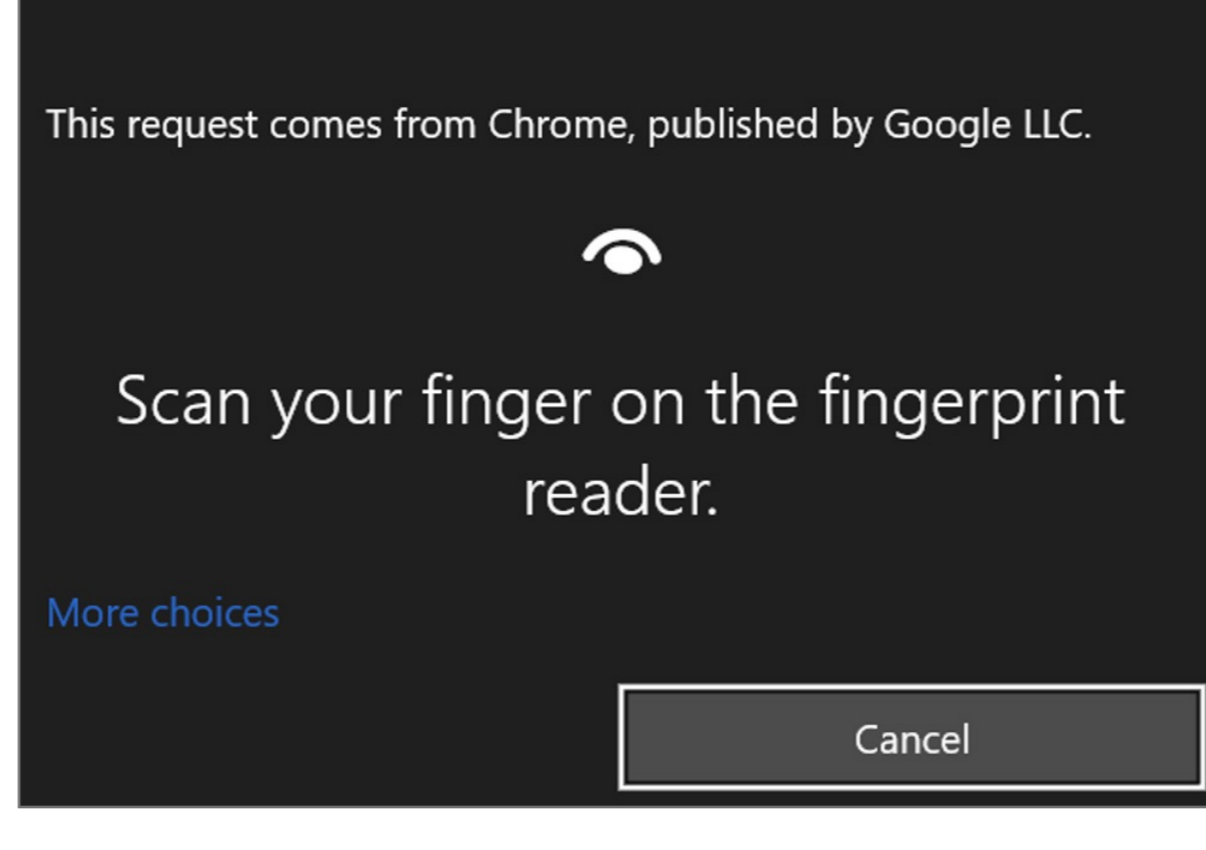 This request comes from Chrome, published by Google LLC.
Scan your finger on the fingerprint
reader.
More choices
Cancel